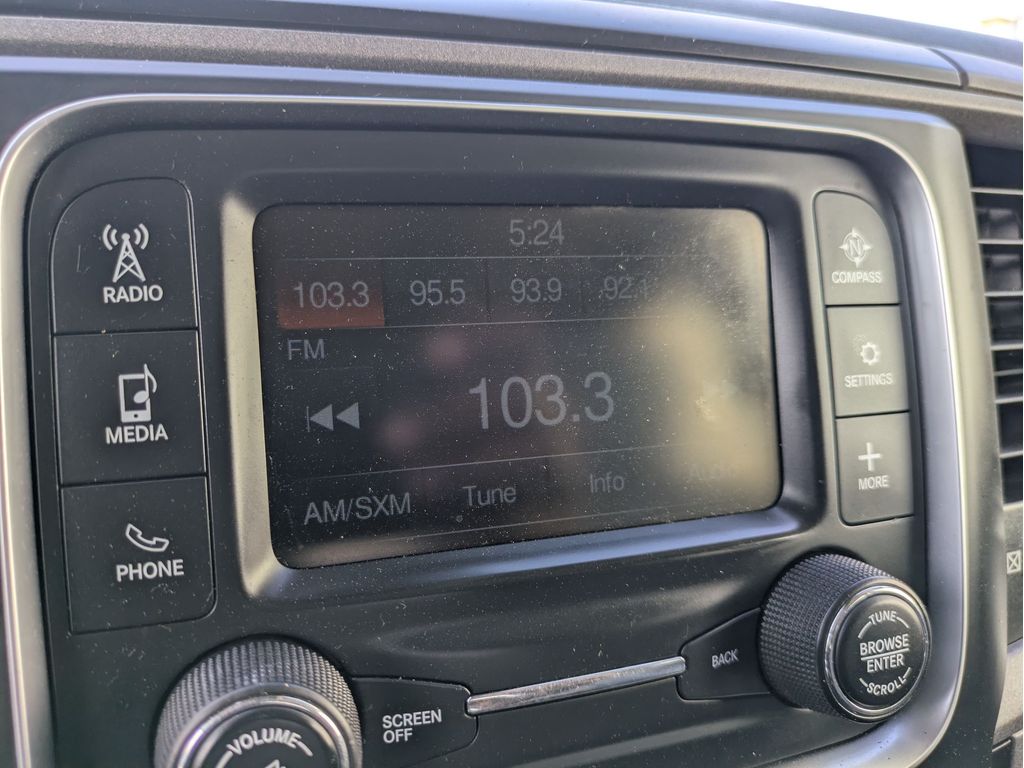 5:24
103.3 95.5 93.9 92.1
FM
103.3
AM/SXM Tune Info
RADIO
MEDIA
PHONE
N
COMPASS
SETTINGS
MORE
VOLUME
SCREEN
OFF
BACK
TUNE
BROWSE
ENTER
SCROLL